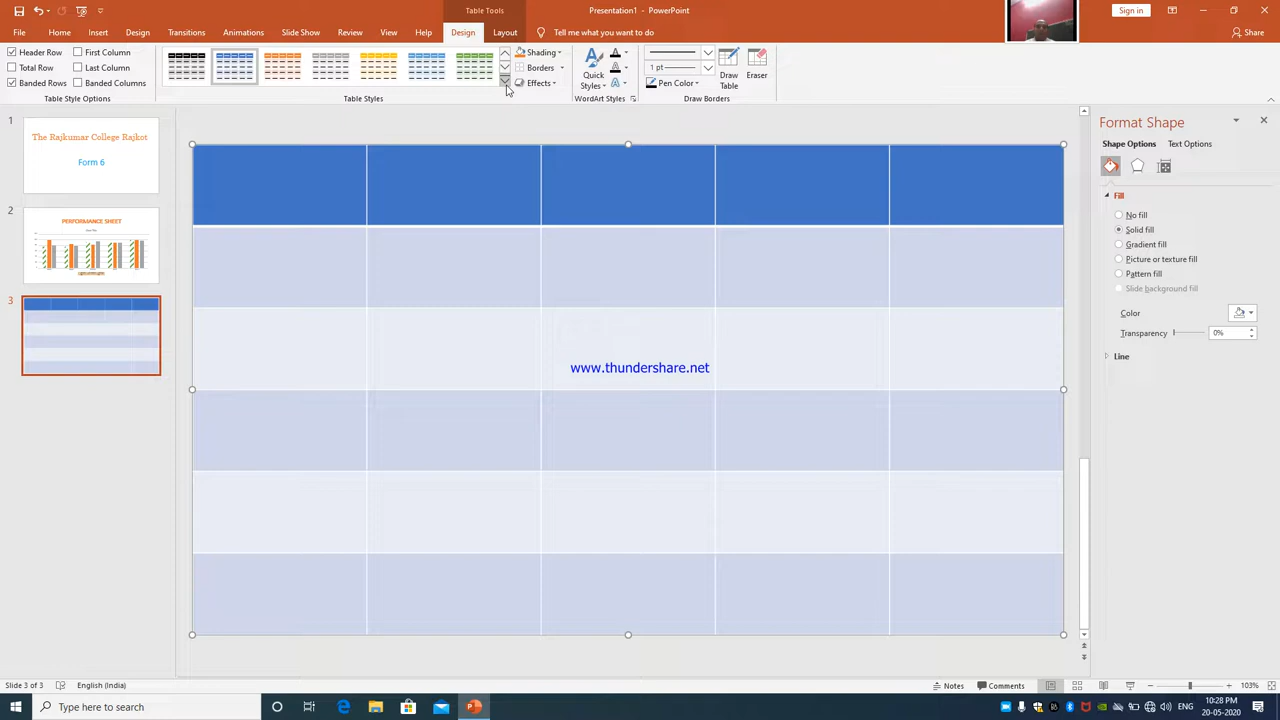 Table Tools
Presentation1 - PowerPoint
Sign in
File
Home
Insert
Design
Transitions
Animations
Slide Show
Review
View
Help
Design
Layout
Tell me what you want to do
Share
Header Row
First Column
Total Row
Last Column
Banded Rows
Banded Columns
Table Style Options
Table Styles
Shading
Borders
Effects
Quick
Styles
WordArt Styles
1 pt
Pen Color
Draw
Table
Eraser
Draw Borders
1
The Rajkumar College Rajkot
Form 6
2
PERFORMANCE SHEET
3
www.thundershare.net
Format Shape
Shape Options
Text Options
Fill
No fill
Solid fill
Gradient fill
Picture or texture fill
Pattern fill
Slide background fill
Color
Transparency
0%
Line
Slide 3 of 3
English (India)
Notes
Comments
103%
Type here to search
ENG
10:28 PM
20-05-2020